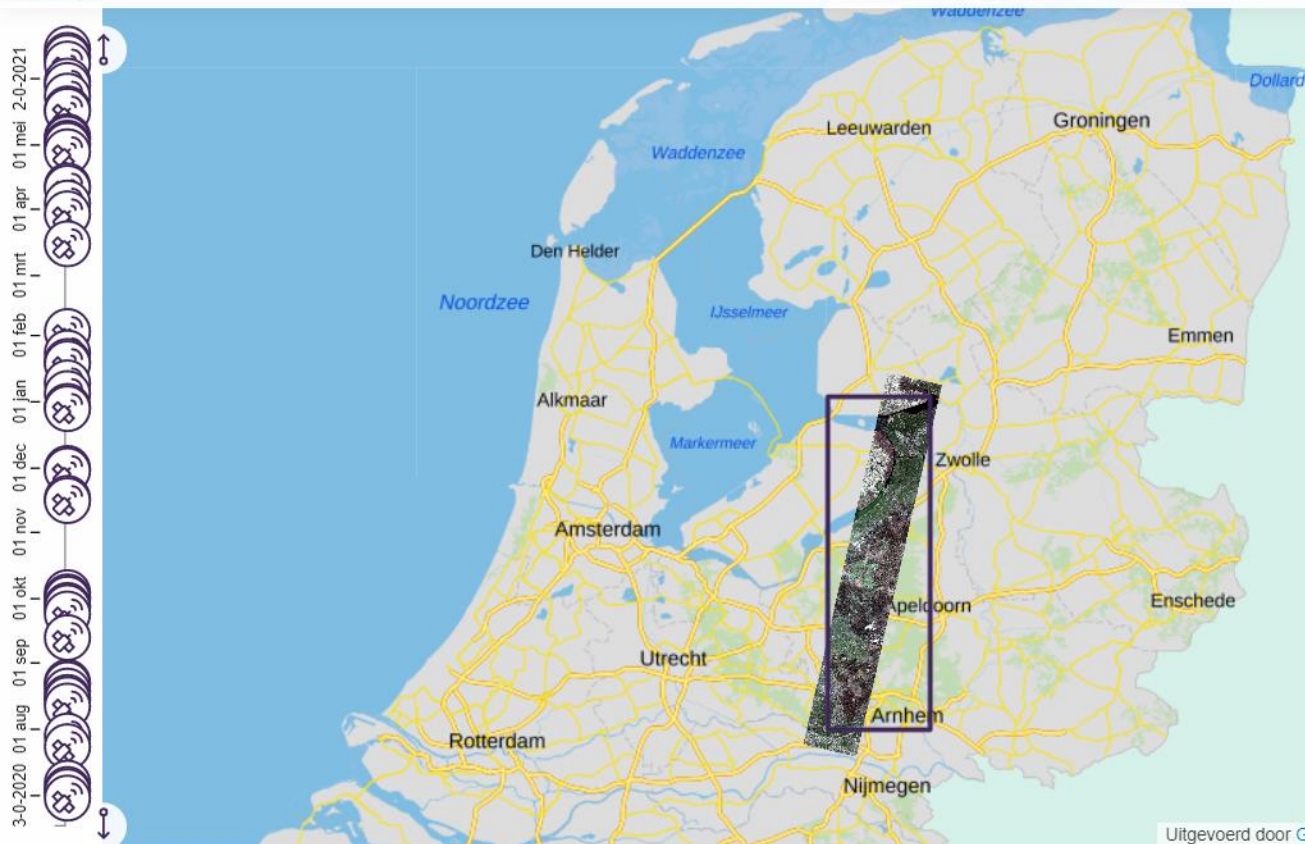 2-0-2021
01 mei
01 apr
01 mrt
01 feb
01 jan
01 dec
01 nov
01 okt
01 sep
01 aug
3-0-2020
Waddenzee
Dollard
Groningen
Leeuwarden
Waddenzee
Den Helder
Noordzee
IJsselmeer
Emmen
Alkmaar
Markermeer
Zwolle
Amsterdam
Apeldoorn
Enschede
Utrecht
Arnhem
Rotterdam
Nijmegen
Uitgevoerd door G